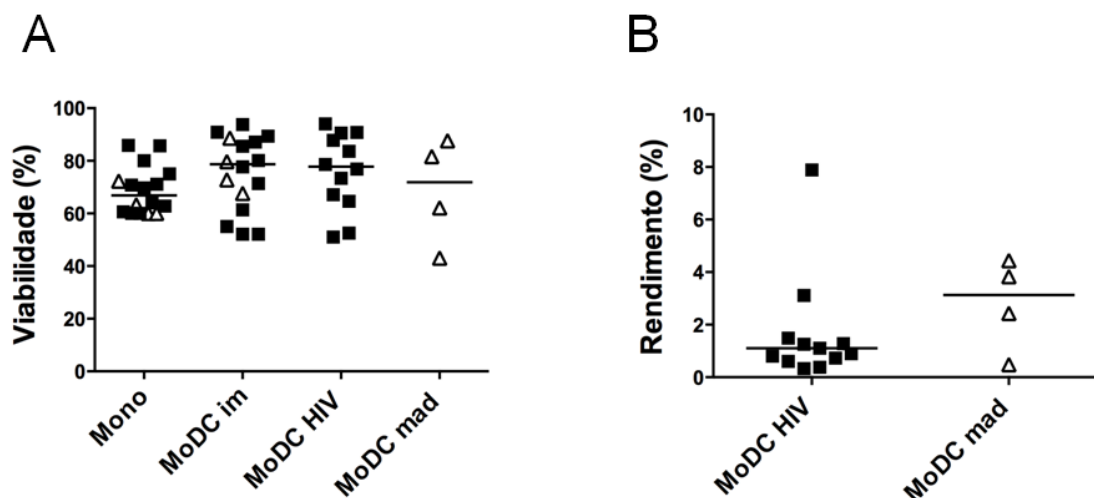 A
Viabilidade (%)
100
80
60
40
20
0
Mono
MoDC im
MoDC HIV
MoDC mad
B
Rendimento (%)
10
8
6
4
2
0
MoDC HIV
MoDC mad